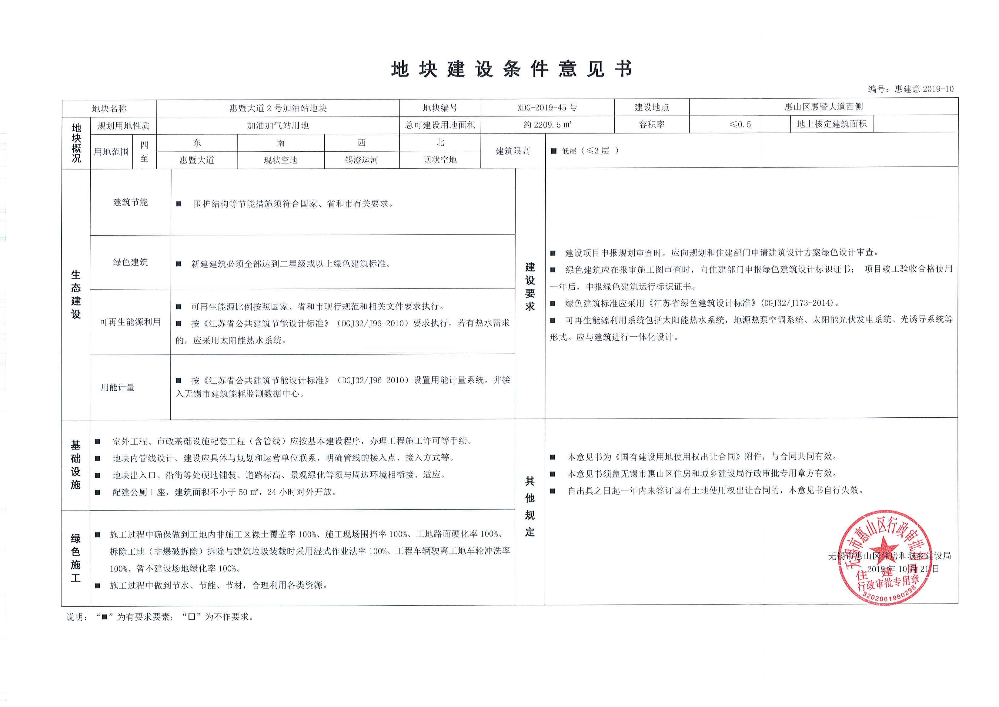 地块建设条件意见书
编号：惠建意 2019-10
地块名称 惠暨大道 2 号加油站地块 地块编号 XDG-2019-45 号 建设地点 惠山区惠暨大道西侧
地块概况
规划用地性质 加油加气站用地 总可建设用地面积 约 2209.5 ㎡ 容积率 ≤0.5 地上核定建筑面积
用地范围 四至
东 南 西 北
惠暨大道 现状空地 锡澄运河 现状空地
建筑限高 ■ 低层（≤3 层 ）
生态建设
建筑节能
■ 围护结构等节能措施须符合国家、省和市有关要求。
绿色建筑
■ 新建建筑必须全部达到二星级或以上绿色建筑标准。
可再生能源利用
■ 可再生能源比例按照国家、省和市现行规范和相关文件要求执行。
■ 按《江苏省公共建筑节能设计标准》（DGJ32/J96-2010）要求执行，若有热水需求
的，应采用太阳能热水系统。
用能计量
■ 按《江苏省公共建筑节能设计标准》（DGJ32/J96-2010）设置用能计量系统，并接
入无锡市建筑能耗监测数据中心。
建设要求
■ 建设项目申报规划审查时，应向规划和住建部门申请建筑设计方案绿色设计审查。
■ 绿色建筑应在报审施工图审查时，向住建部门申报绿色建筑设计标识证书； 项目竣工验收合格使用
一年后，申报绿色建筑运行标识证书。
■ 绿色建筑标准应采用《江苏省绿色建筑设计标准》(DGJ32/J173-2014)。
■ 可再生能源利用系统包括太阳能热水系统，地源热泵空调系统、太阳能光伏发电系统、光诱导系统等
形式。应与建筑进行一体化设计。
基础设施
■ 室外工程、市政基础设施配套工程（含管线）应按基本建设程序，办理工程施工许可等手续。
■ 地块内管线设计、建设应具体与规划和运营单位联系，明确管线的接入点、接入方式等。
■ 地块出入口、沿街等处硬地铺装、道路标高、景观绿化等须与周边环境相衔接、适应。
■ 配建公厕 1 座，建筑面积不小于 50 ㎡，24 小时对外开放。
绿色施工
■ 施工过程中确保做到工地内非施工区裸土覆盖率 100%、施工现场围挡率 100%、工地路面硬化率 100%、
拆除工地（非爆破拆除）拆除与建筑垃圾装载时采用湿式作业法率 100%、工程车辆驶离工地车轮冲洗率
100%、暂不建设场地绿化率 100%。
■ 施工过程中做到节水、节能、节材，合理利用各类资源。
其他规定
■ 本意见书为《国有建设用地使用权出让合同》附件，与合同共同有效。
■ 本意见书须盖无锡市惠山区住房和城乡建设局行政审批专用章方有效。
■ 自出具之日起一年内未签订国有土地使用权出让合同的，本意见书自行失效。
无锡市惠山区住房和城乡建设局
2019 年 10 月 21 日
无锡市惠山区行政审批局
住建局
行政审批专用章
3202061980298
说明：“■”为有要求要素；“□”为不作要求。